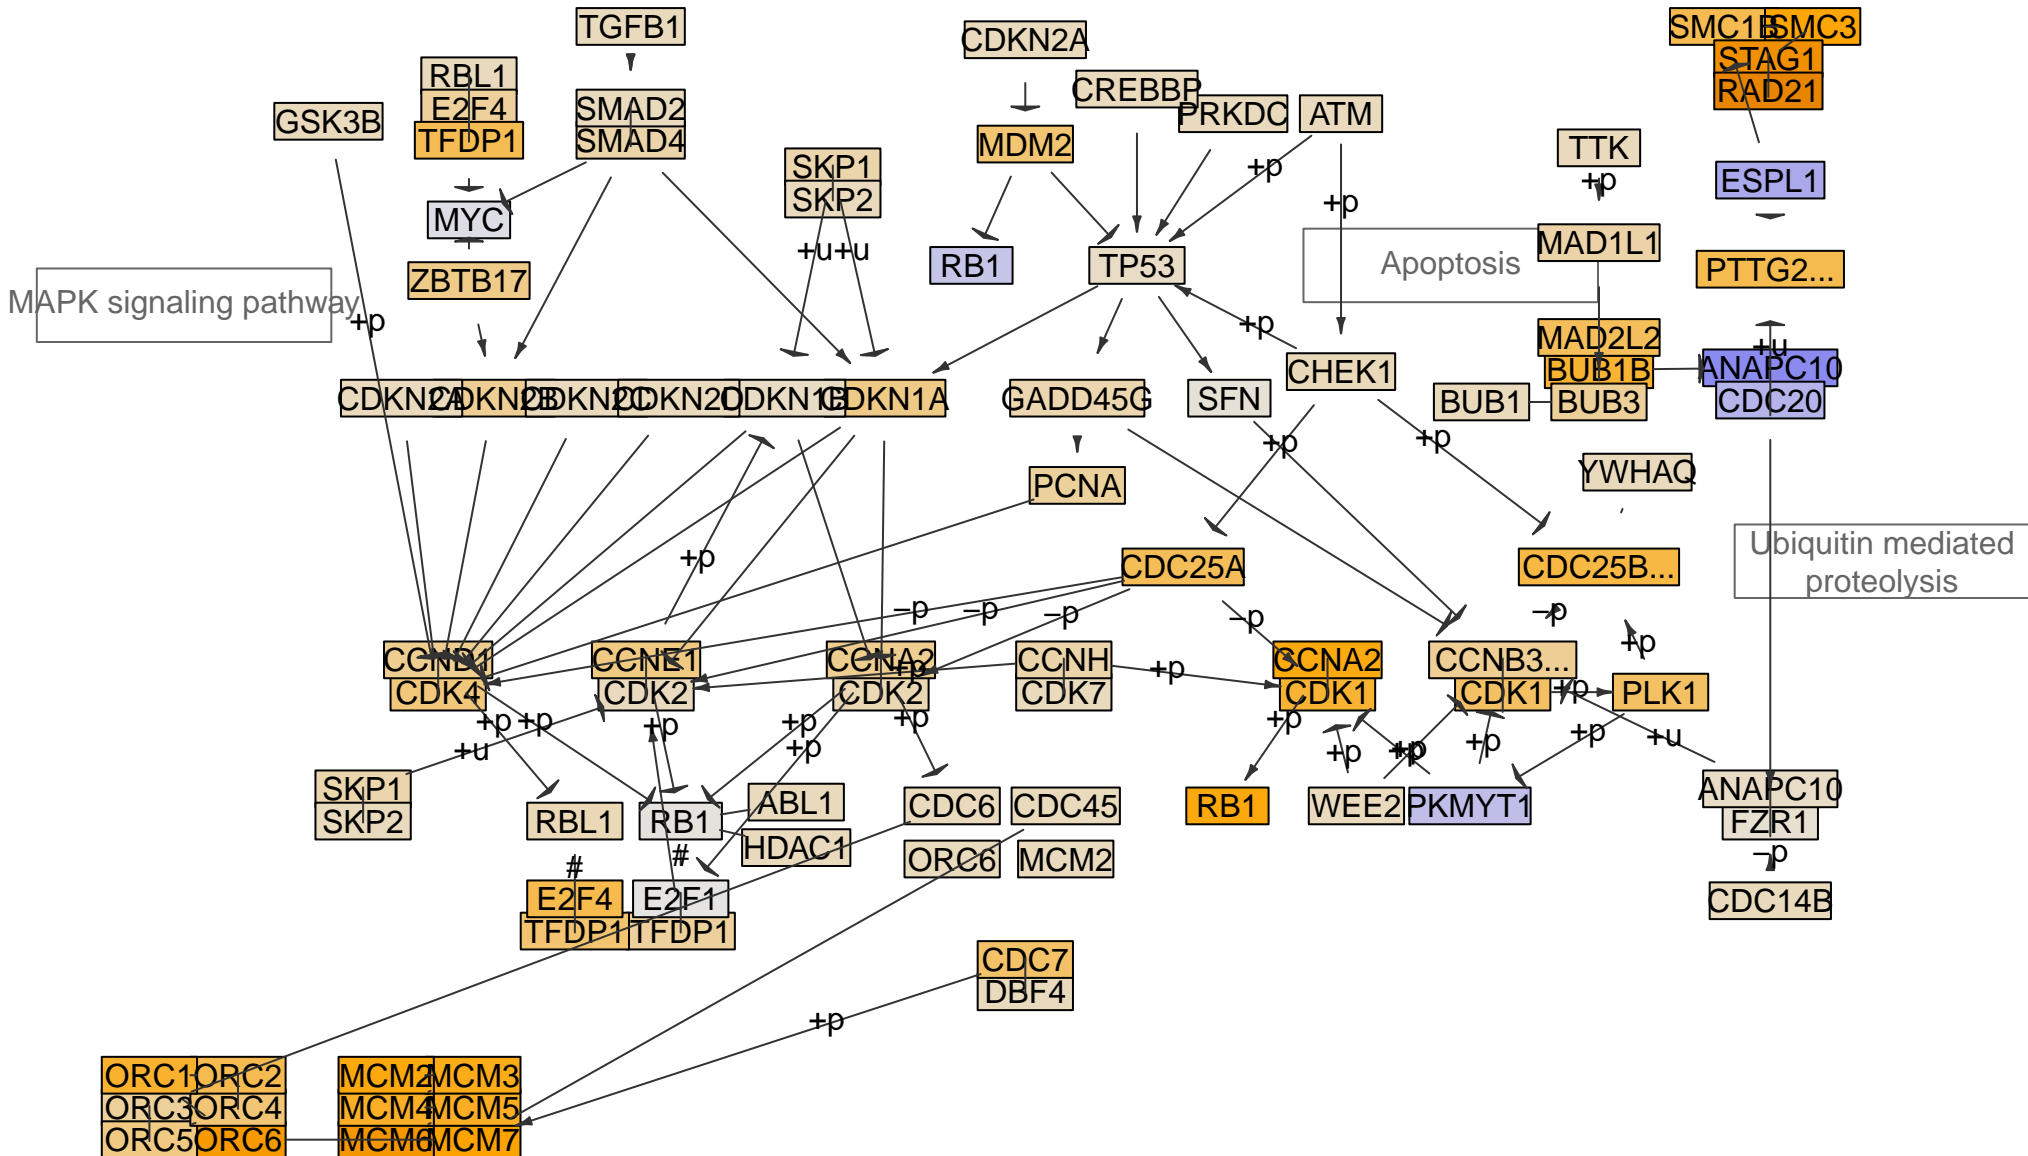 TGFB1
CDKN2A
SMC1B
SMC3
RBL1
STAG1
CREBBP
RAD21
E2F4
SMAD2
GSK3B
PRKDC
ATM
TFDP1
SMAD4
MDM2
TTK
SKP1
+p
+p
ESPL1
SKP2
+p
MYC
MAD1L1
+u+u
RB1
TP53
Apoptosis
PTTG2...
ZBTB17
MAPK signaling pathway
+p
+p
MAD2L2
+u
CHEK1
BUB1B
ANAPC10
CDKN2A
CDKN2B
CDKN2C
CDKN2D
CDKN1B
CDKN1A
GADD45G
SFN
BUB1
BUB3
CDC20
+p
+p
YWHAQ
PCNA
+p
CDC25A
CDC25B...
Ubiquitin mediated
proteolysis
–p
–p
–p
–p
–p
+p
CCND1
CCNE1
CCNA2
+p
CCNH
+p
CCNA2
CCNB3...
CDK4
CDK2
CDK2
CDK7
CDK1
CDK1
+p
PLK1
+p
+p
+p
+p
+p
+p
+p
+u
+u
+p
+p
+p
+p
+p
SKP1
ANAPC10
ABL1
CDC6
CDC45
RB1
WEE2
PKMYT1
SKP2
RBL1
RB1
FZR1
HDAC1
ORC6
MCM2
–p
#
#
E2F4
E2F1
CDC14B
TFDP1
TFDP1
CDC7
DBF4
+p
ORC1
ORC2
MCM2
MCM3
ORC3
ORC4
MCM4
MCM5
ORC5
ORC6
MCM6
MCM7